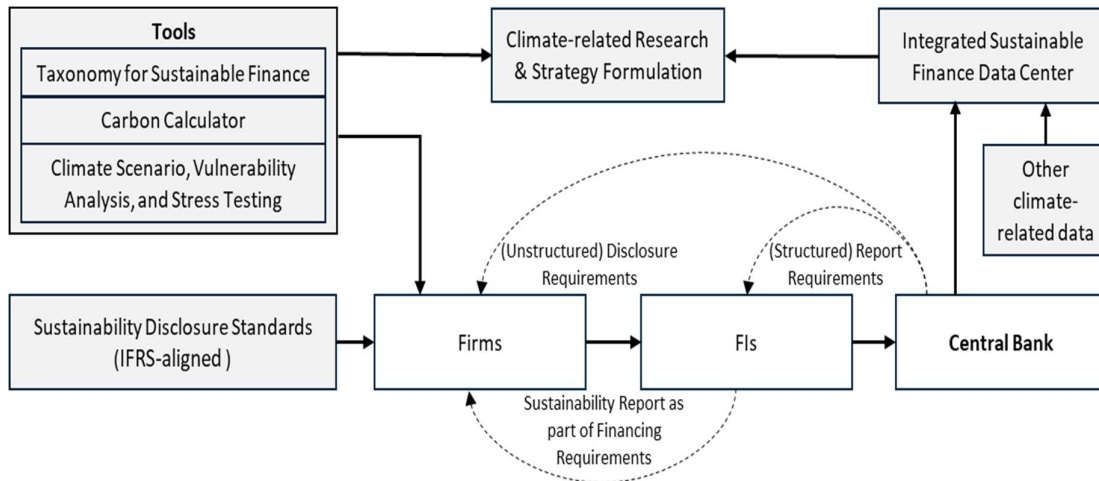 Tools
Taxonomy for Sustainable Finance
Carbon Calculator
Climate Scenario, Vulnerability
Analysis, and Stress Testing
Climate-related Research
& Strategy Formulation
Integrated Sustainable
Finance Data Center
Other
climate-
related data
(Unstructured) Disclosure
Requirements
(Structured) Report
Requirements
Sustainability Disclosure Standards
(IFRS-aligned )
Firms
FIs
Central Bank
Sustainability Report as
part of Financing
Requirements